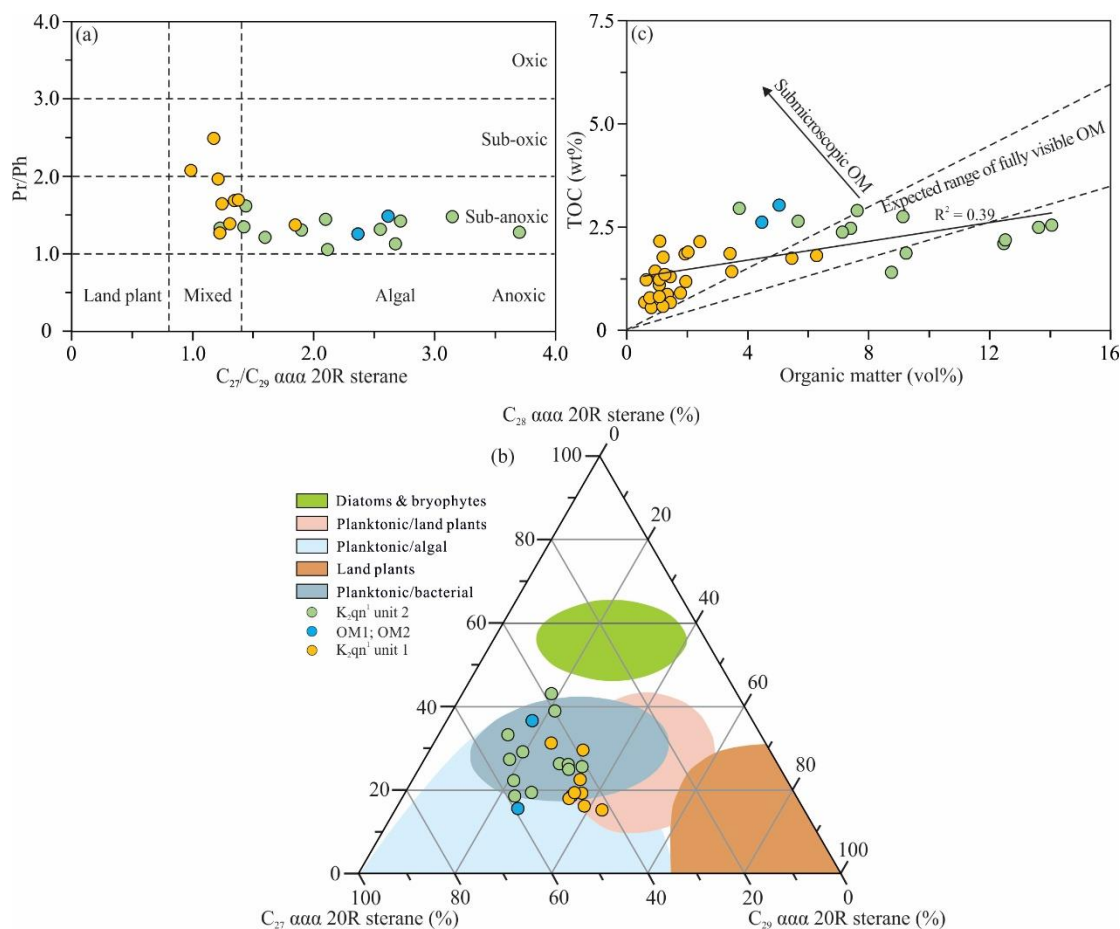 (a)
4.0
3.0
2.0
1.0
0
Pr/Ph
Oxic
Sub-oxic
Sub-anoxic
Land plant
Mixed
Algal
Anoxic
0
1.0
2.0
3.0
4.0
C₂₇/C₂₉ ααα 20R sterane
(c)
7.5
5.0
2.5
0
TOC (wt%)
Submicroscopic OM
Expected range of fully visible OM
R² = 0.39
0
4
8
12
16
Organic matter (vol%)
C₂₈ ααα 20R sterane (%)
(b)
0
100
20
80
40
60
60
40
80
20
100
0
100
80
60
40
20
0
C₂₇ ααα 20R sterane (%)
C₂₉ ααα 20R sterane (%)
Diatoms & bryophytes
Planktonic/land plants
Planktonic/algal
Land plants
Planktonic/bacterial
K₂qn¹ unit 2
OM1; OM2
K₂qn¹ unit 1